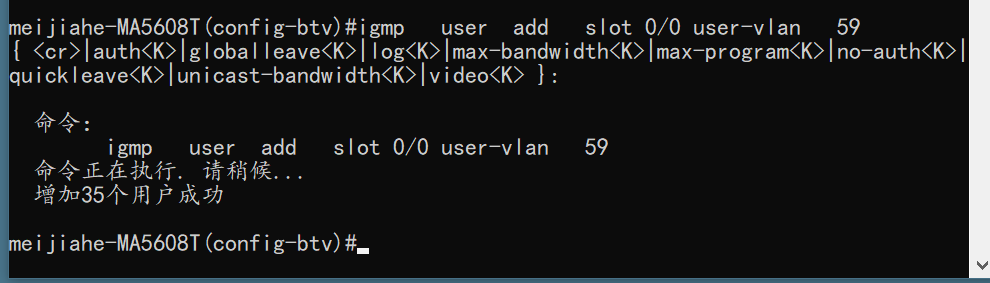 meijiahe-MA5608T(config-btv)#igmp   user  add   slot 0/0 user-vlan   59
{ <cr>|auth<K>|globalleave<K>|log<K>|max-bandwidth<K>|max-program<K>|no-auth<K>|
quickleave<K>|unicast-bandwidth<K>|video<K> }:
命令:
igmp   user  add   slot 0/0 user-vlan   59
命令正在执行. 请稍候...
增加35个用户成功
meijiahe-MA5608T(config-btv)#